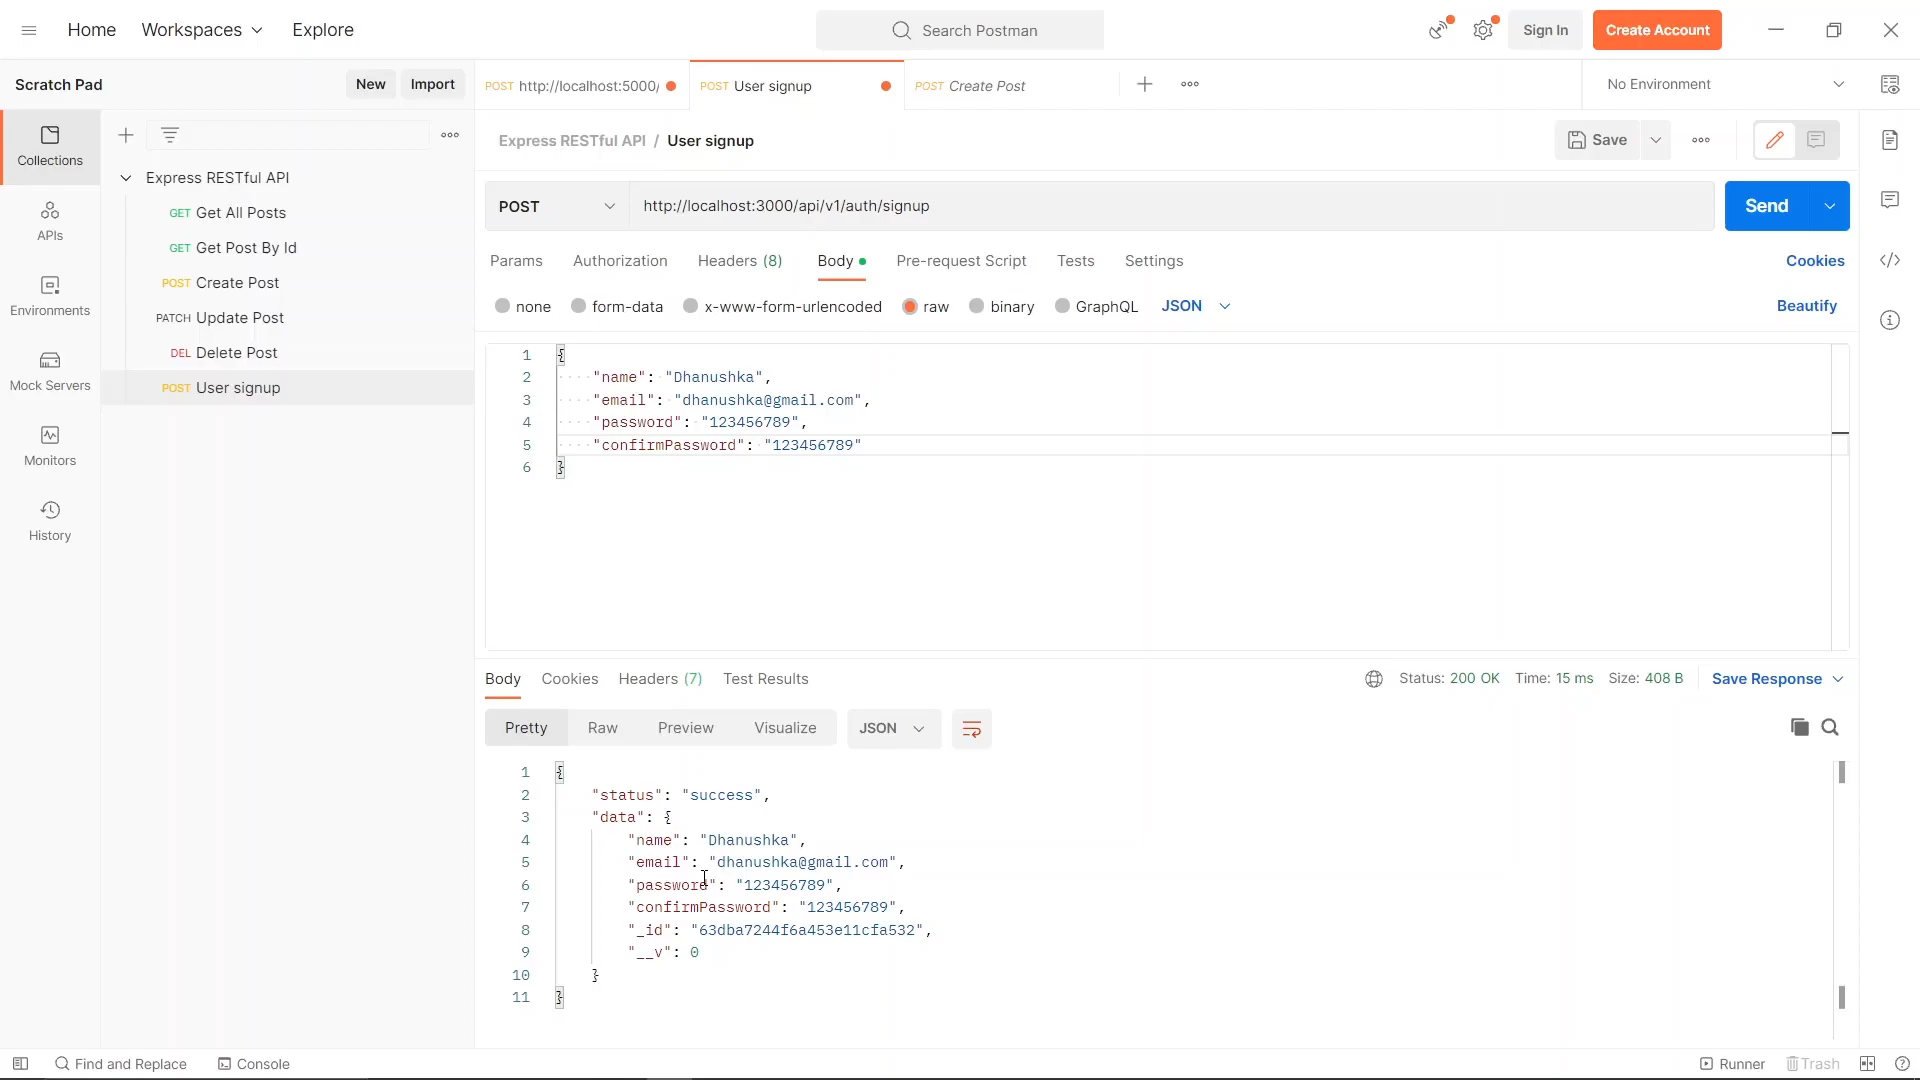 Home
Workspaces
Explore
Search Postman
Sign In
Create Account
Scratch Pad
New
Import
POST http://localhost:5000/
POST User signup
POST Create Post
No Environment
Collections
APIs
Environments
Mock Servers
Monitors
History
Express RESTful API
GET Get All Posts
GET Get Post By Id
POST Create Post
PATCH Update Post
DEL Delete Post
POST User signup
Express RESTful API / User signup
Save
POST
http://localhost:3000/api/v1/auth/signup
Send
Params
Authorization
Headers (8)
Body
Pre-request Script
Tests
Settings
Cookies
none
form-data
x-www-form-urlencoded
raw
binary
GraphQL
JSON
Beautify
1 {
2 "name": "Dhanushka",
3 "email": "dhanushka@gmail.com",
4 "password": "123456789",
5 "confirmPassword": "123456789"
6 }
Body
Cookies
Headers (7)
Test Results
Status: 200 OK
Time: 15 ms
Size: 408 B
Save Response
Pretty
Raw
Preview
Visualize
JSON
1 {
2 "status": "success",
3 "data": {
4 "name": "Dhanushka",
5 "email": "dhanushka@gmail.com",
6 "password": "123456789",
7 "confirmPassword": "123456789",
8 "_id": "63dba7244f6a453e11cfa532",
9 "__v": 0
10 }
11 }
Find and Replace
Console
Runner
Trash